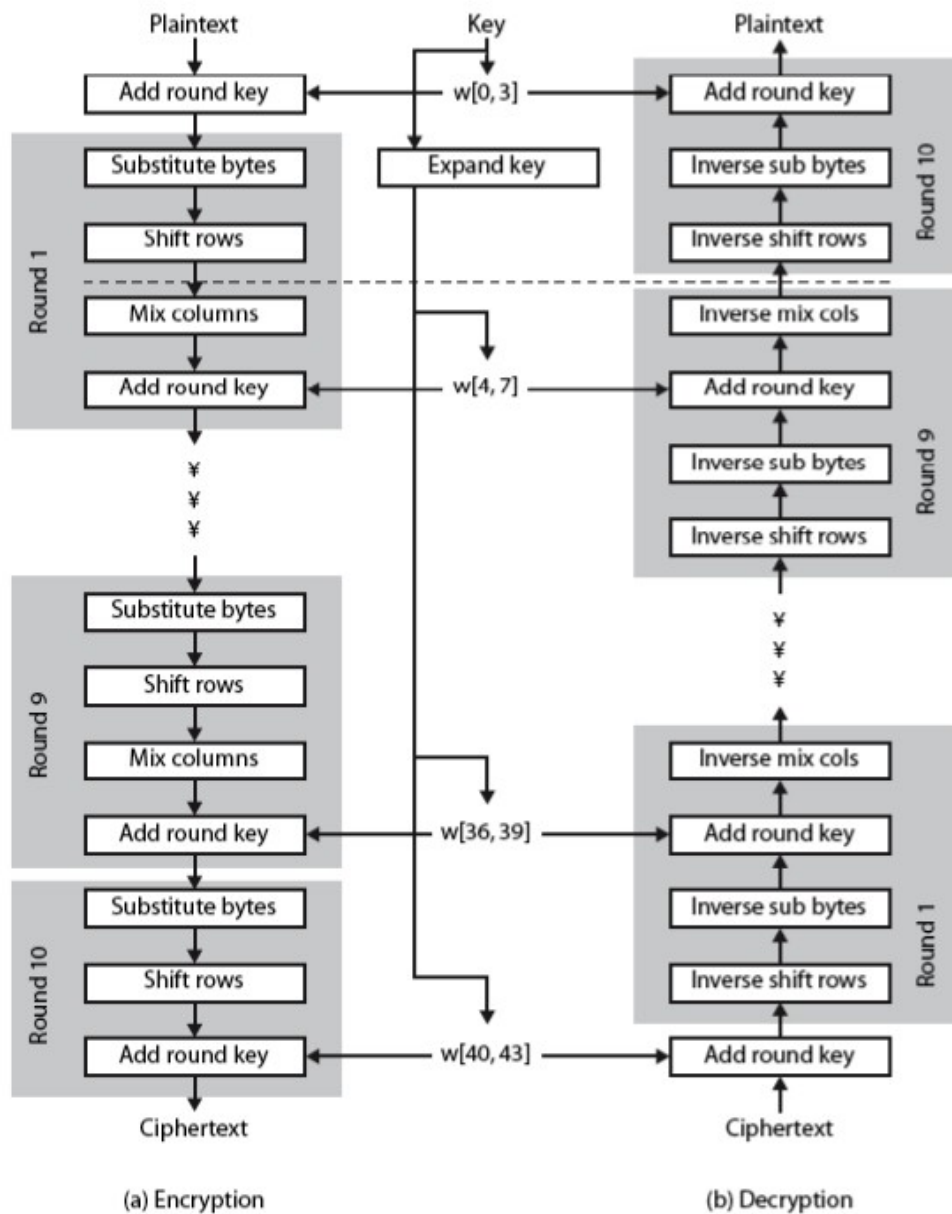 Plaintext
Key
Plaintext
Add round key
w[0, 3]
Add round key
Substitute bytes
Expand key
Inverse sub bytes
Round 10
Shift rows
Inverse shift rows
Round 1
Mix columns
Inverse mix cols
Add round key
w[4, 7]
Add round key
Round 9
Inverse sub bytes
¥
¥
¥
Inverse shift rows
Substitute bytes
¥
¥
¥
Shift rows
Round 9
Mix columns
Inverse mix cols
Add round key
w[36, 39]
Add round key
Substitute bytes
Inverse sub bytes
Round 1
Round 10
Shift rows
Inverse shift rows
Add round key
w[40, 43]
Add round key
Ciphertext
Ciphertext
(a) Encryption
(b) Decryption